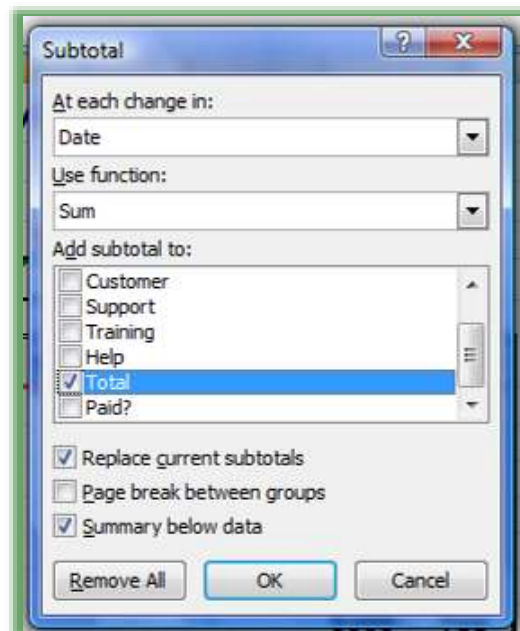 Subtotal
At each change in:
Date
Use function:
Sum
Add subtotal to:
Customer
Support
Training
Help
Total
Paid?
Replace current subtotals
Page break between groups
Summary below data
Remove All OK Cancel